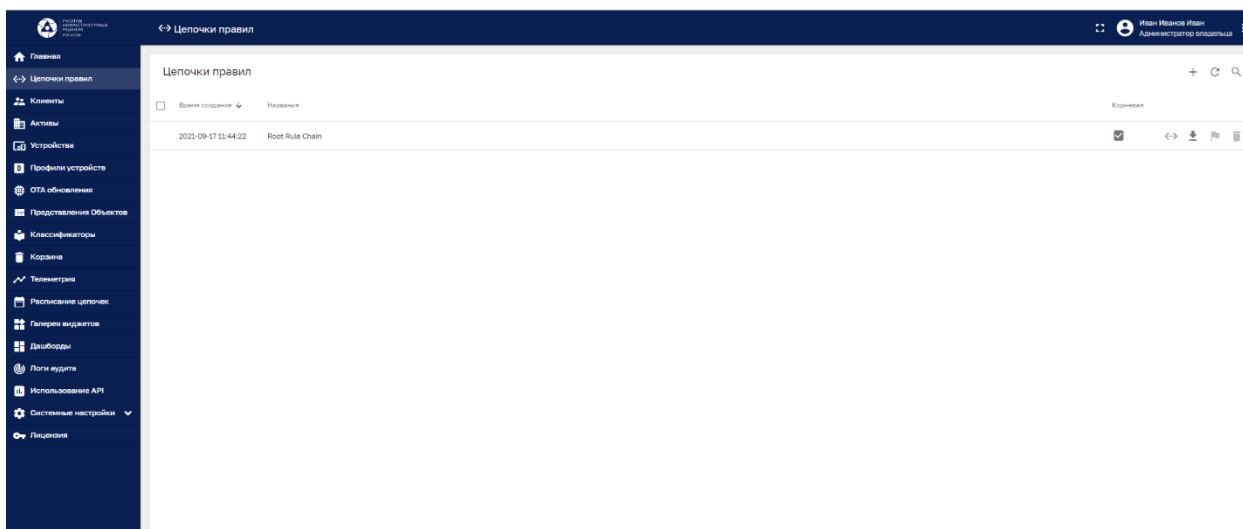 Цепочки правил
Иван Иванов Иван
Администратор владельца
Главная
Цепочки правил
Клиенты
Активы
Устройства
Профили устройств
OTA обновления
Представления Объектов
Классификаторы
Корзина
Телеметрия
Расписание цепочек
Галерея виджетов
Дашборды
Логи аудита
Использование API
Системные настройки
Лицензия
Цепочки правил
Время создания
Название
Корневая
2021-09-17 11:44:22
Root Rule Chain